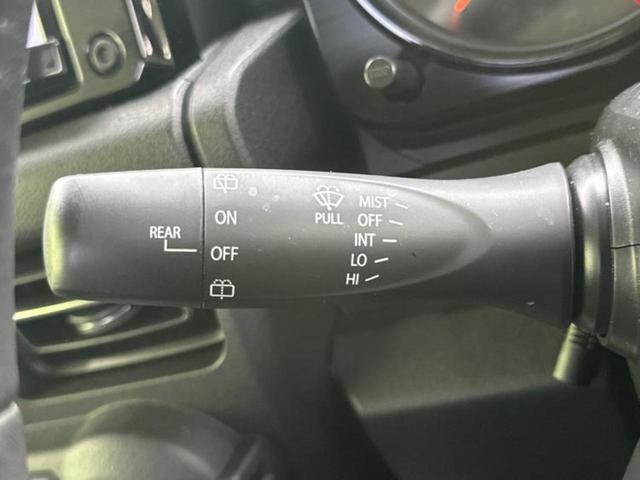 REAR
ON
OFF
PULL
MIST
OFF
INT
LO
HI